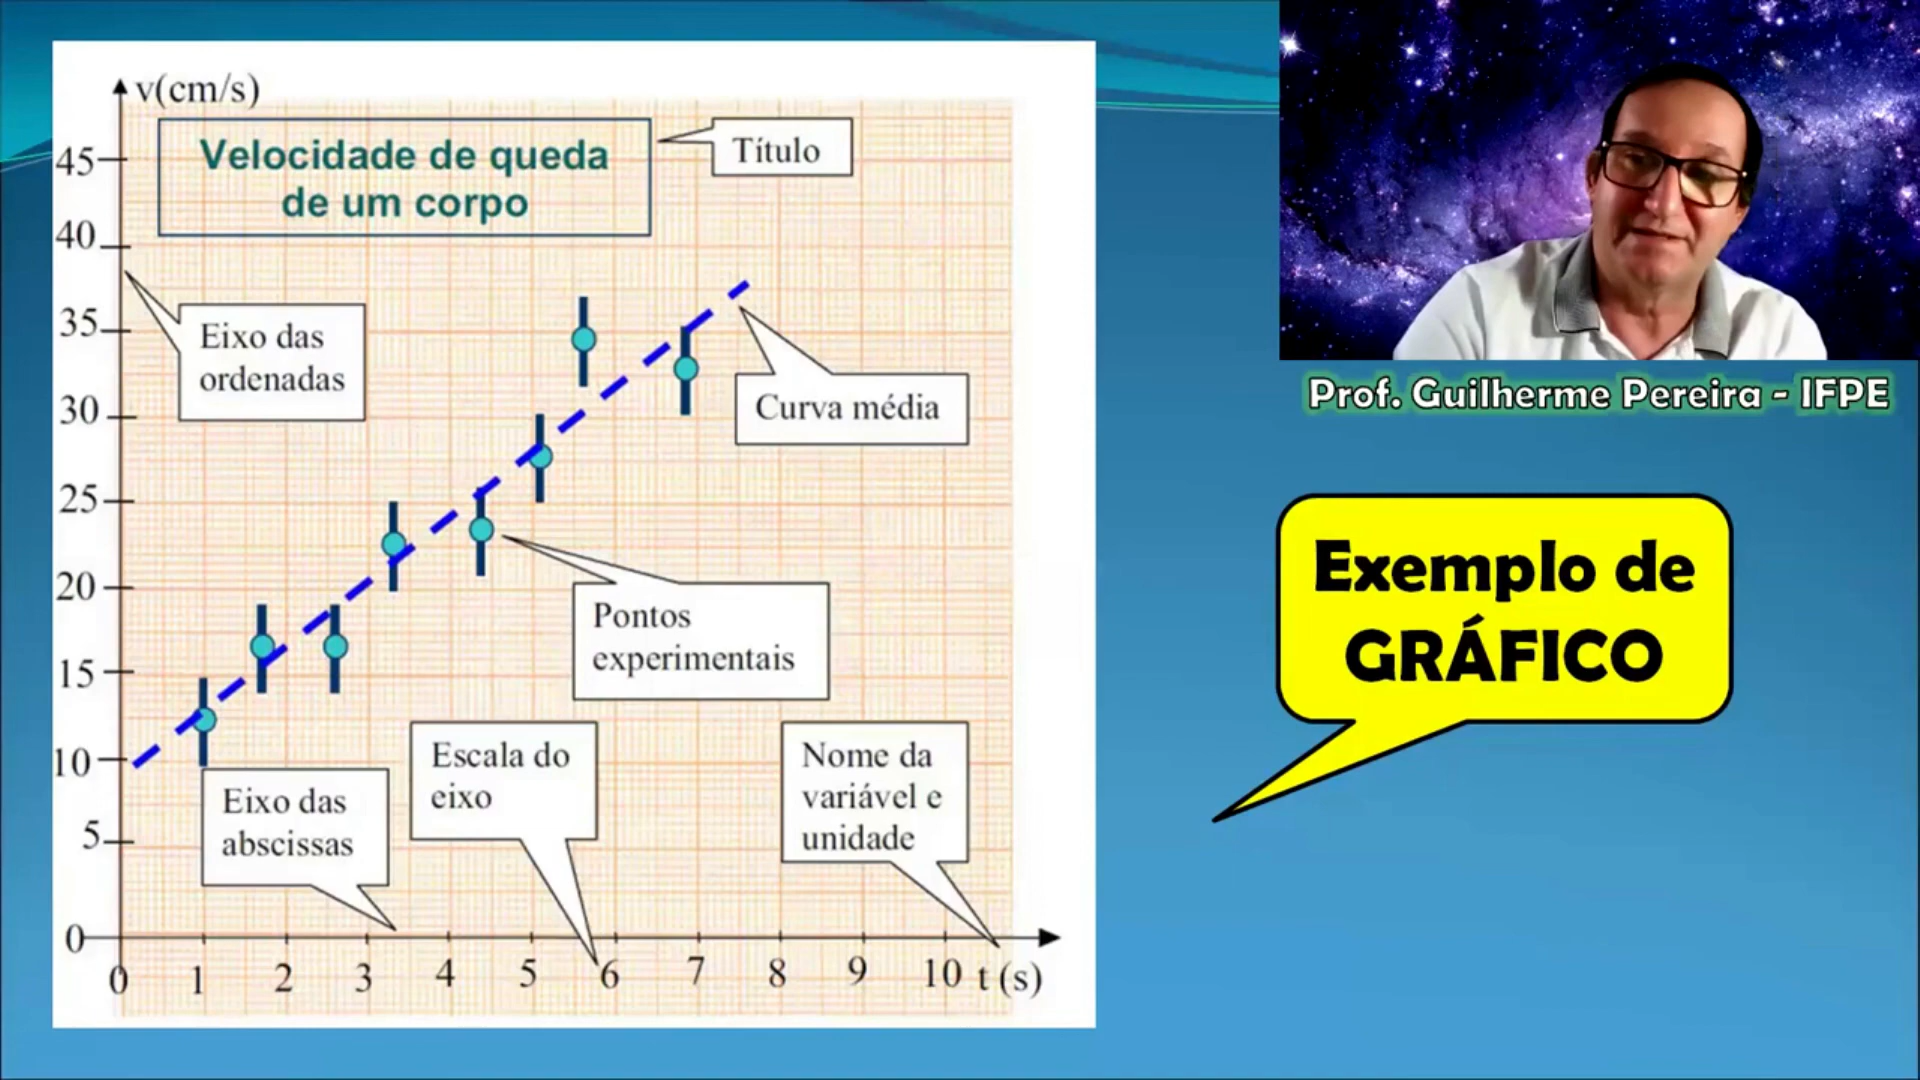 v(cm/s)
Velocidade de queda
de um corpo
Título
45
40
35
30
25
20
15
10
5
0
Eixo das
ordenadas
Curva média
Pontos
experimentais
Escala do
eixo
Nome da
variável e
unidade
Eixo das
abscissas
0 1 2 3 4 5 6 7 8 9 10 t (s)
Prof. Guilherme Pereira - IFPE
Exemplo de
GRÁFICO